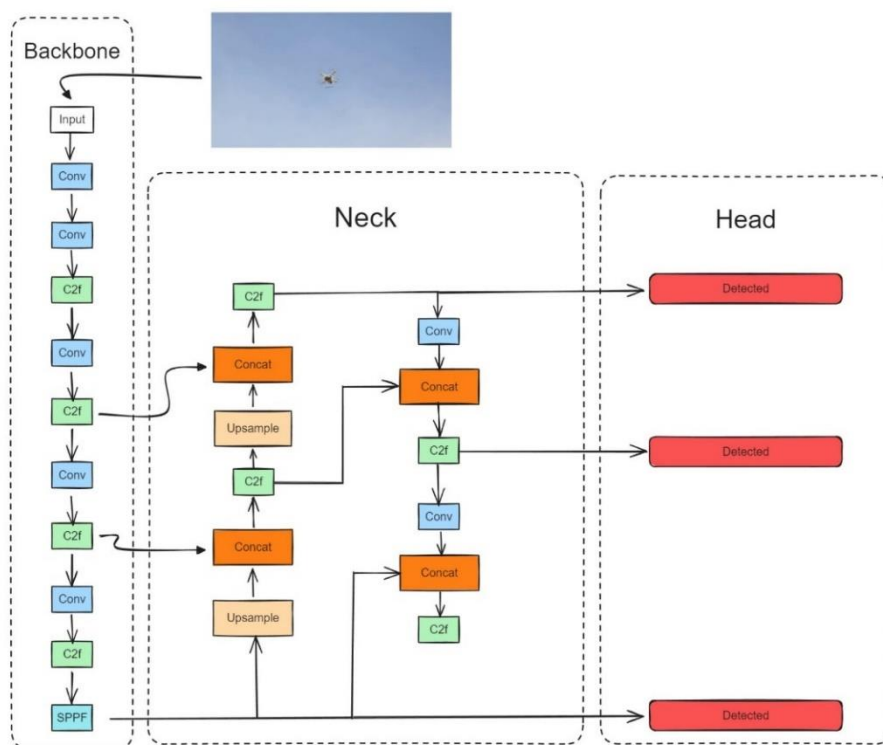 Backbone
Input
Conv
Conv
C2f
Conv
C2f
Conv
C2f
Conv
C2f
SPPF
Neck
C2f
Concat
Upsample
C2f
Concat
Upsample
Conv
Concat
C2f
Conv
Concat
C2f
Head
Detected
Detected
Detected